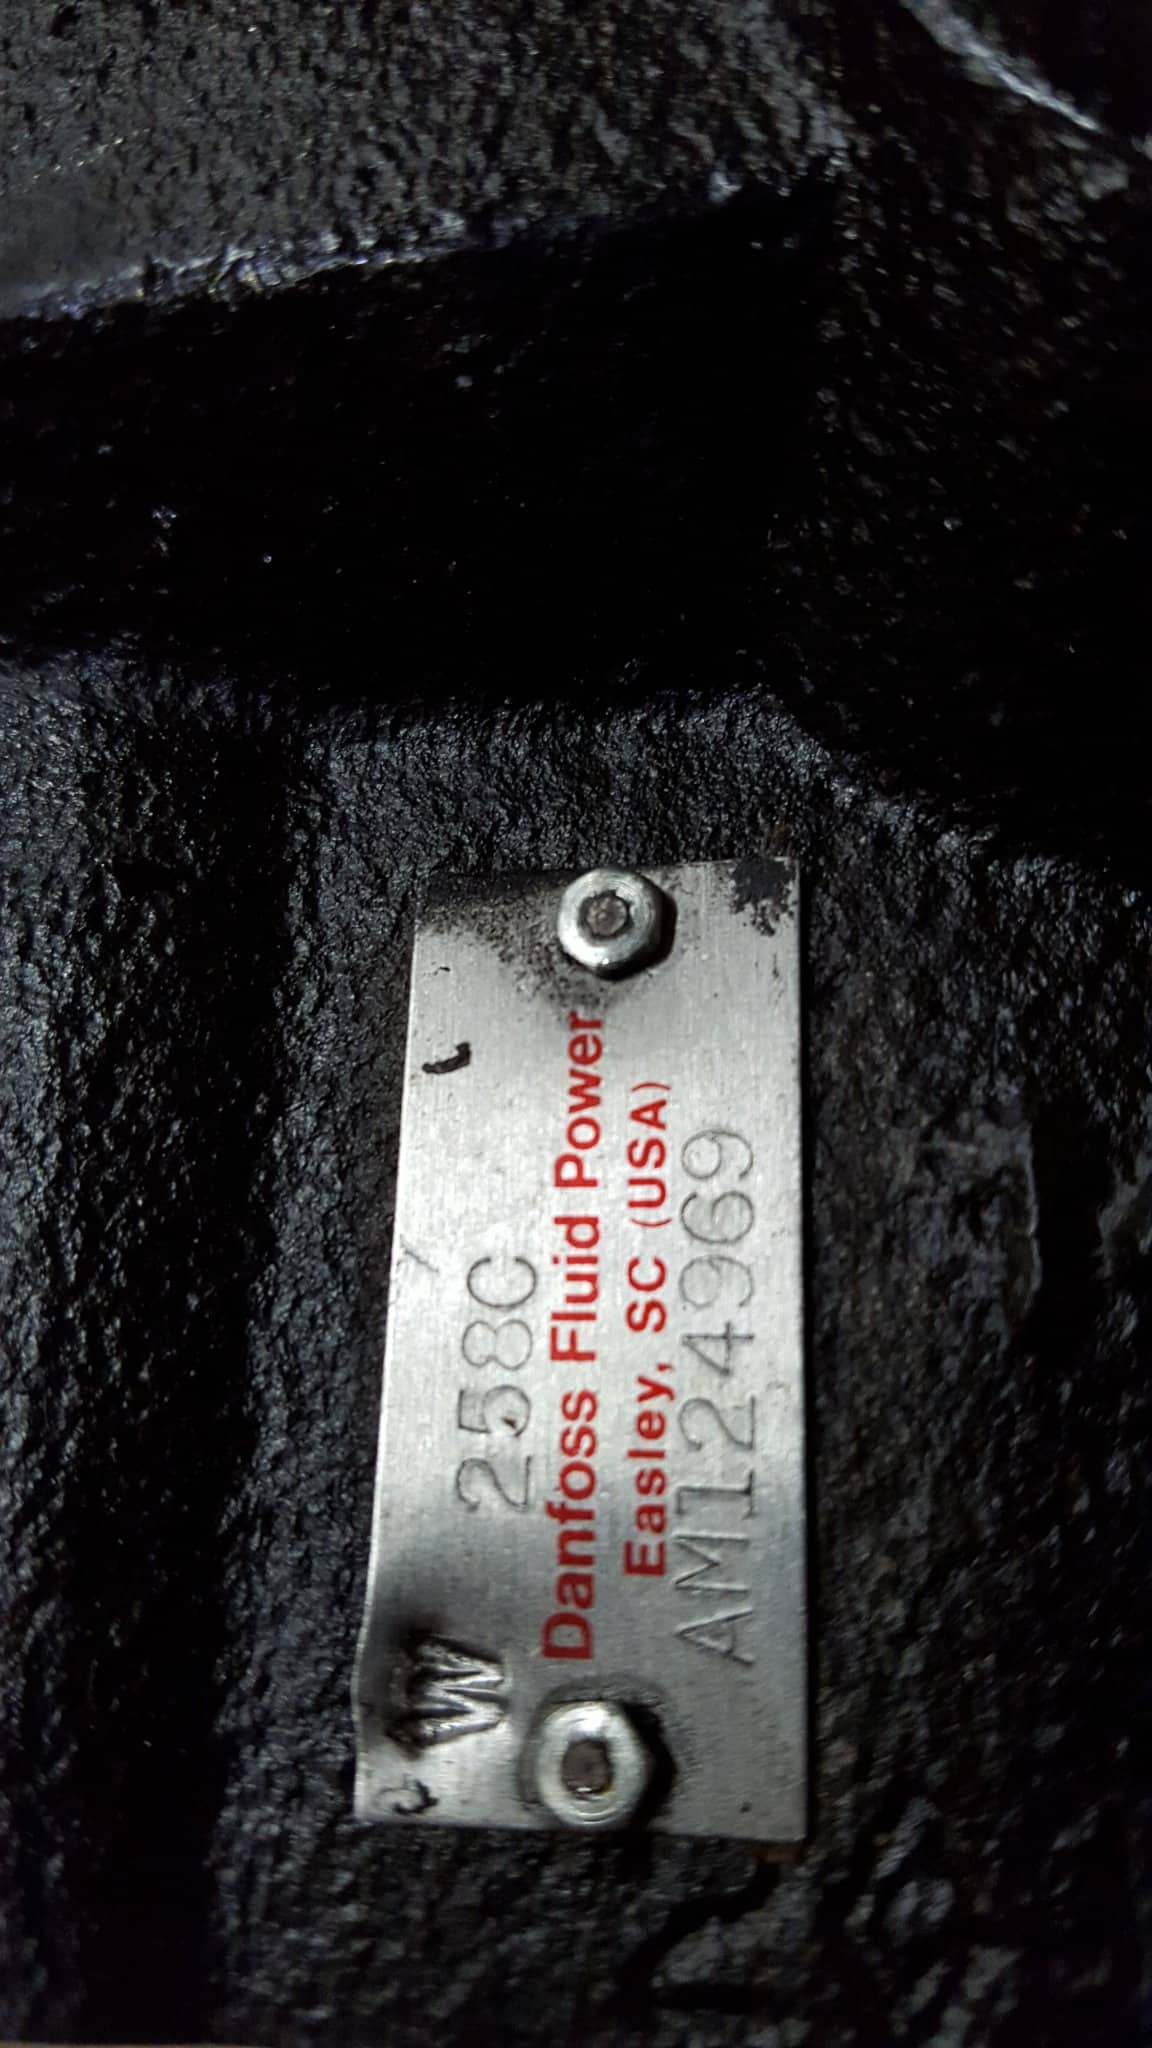 W 258C
Danfoss Fluid Power
Easley, SC (USA)
AM124969